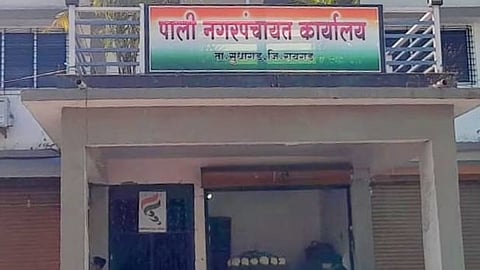 पाली नगरपंचायत कार्यालय
ता. सुधागड, जि. रायगड